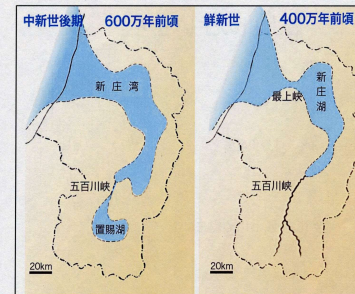 中新世後期 600万年前頃
新庄湾
五百川峡
置賜湖
20km
鮮新世 400万年前頃
新庄湖
最上峡
五百川峡
20km